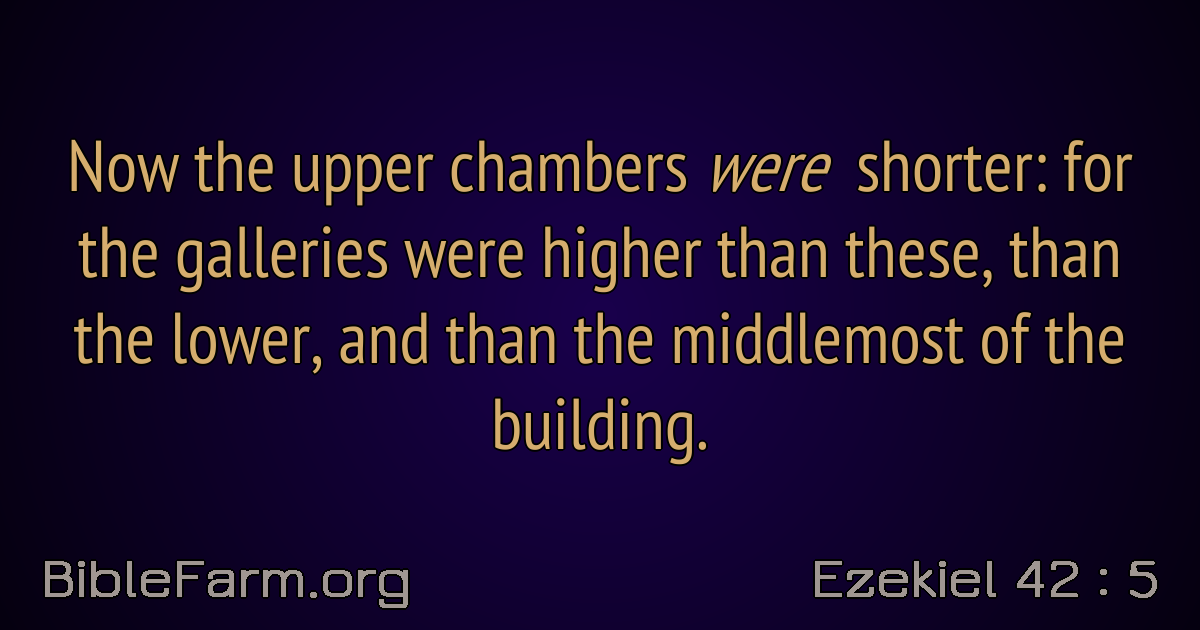 Now the upper chambers were shorter: for
the galleries were higher than these, than
the lower, and than the middlemost of the
building.
BibleFarm.org
Ezekiel 42 : 5